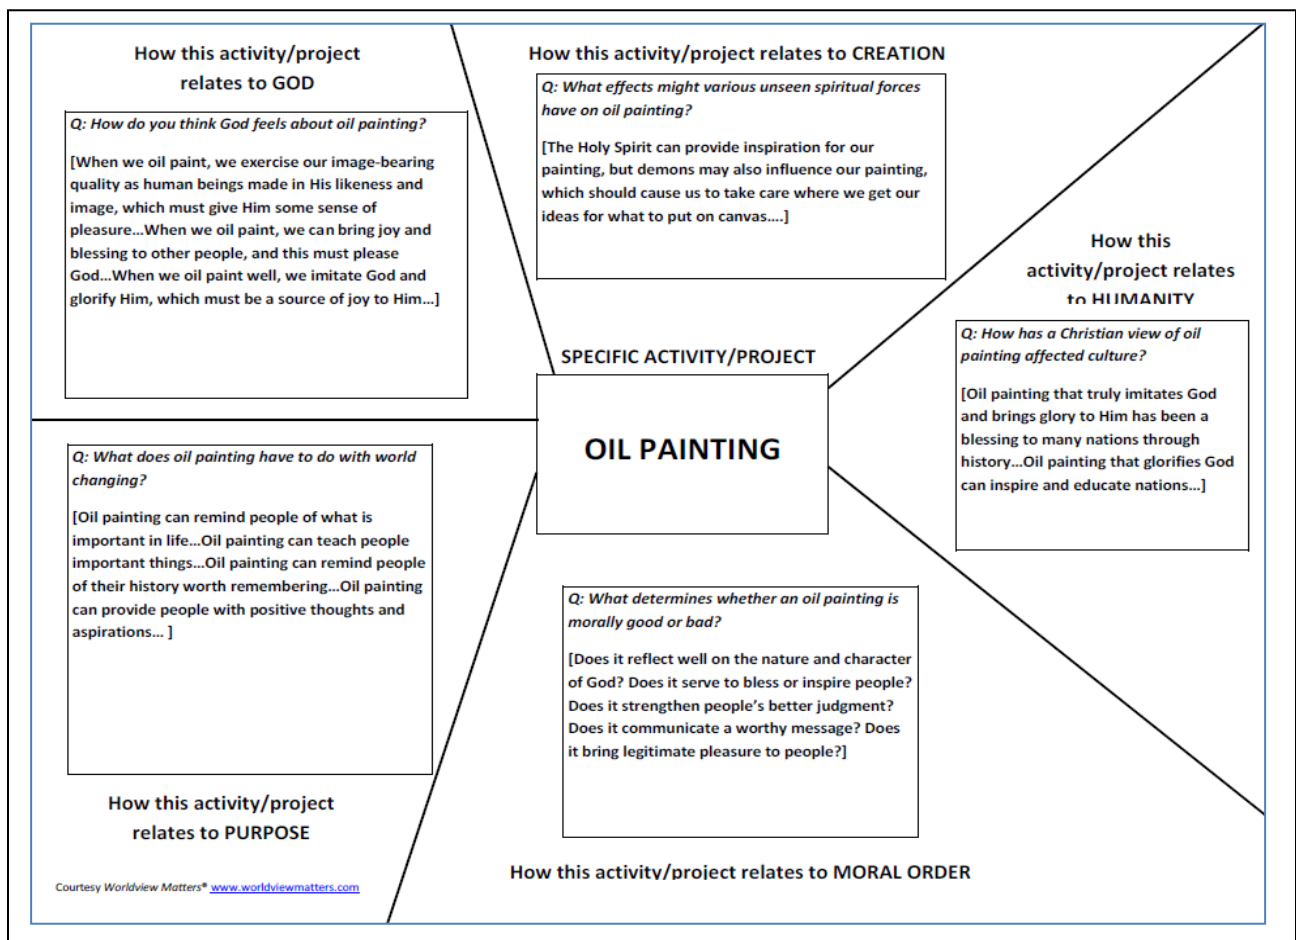 How this activity/project
relates to GOD
Q: How do you think God feels about oil painting?
[When we oil paint, we exercise our image-bearing
quality as human beings made in His likeness and
image, which must give Him some sense of
pleasure...When we oil paint, we can bring joy and
blessing to other people, and this must please
God...When we oil paint well, we imitate God and
glorify Him, which must be a source of joy to Him...]
How this activity/project relates to CREATION
Q: What effects might various unseen spiritual forces
have on oil painting?
[The Holy Spirit can provide inspiration for our
painting, but demons may also influence our painting,
which should cause us to take care where we get our
ideas for what to put on canvas....]
How this
activity/project relates
to HUMANITY
Q: How has a Christian view of oil
painting affected culture?
[Oil painting that truly imitates God
and brings glory to Him has been a
blessing to many nations through
history...Oil painting that glorifies God
can inspire and educate nations...]
SPECIFIC ACTIVITY/PROJECT
OIL PAINTING
Q: What does oil painting have to do with world
changing?
[Oil painting can remind people of what is
important in life...Oil painting can teach people
important things...Oil painting can remind people
of their history worth remembering...Oil painting
can provide people with positive thoughts and
aspirations... ]
How this activity/project
relates to PURPOSE
Q: What determines whether an oil painting is
morally good or bad?
[Does it reflect well on the nature and character
of God? Does it serve to bless or inspire people?
Does it strengthen people's better judgment?
Does it communicate a worthy message? Does
it bring legitimate pleasure to people?]
How this activity/project relates to MORAL ORDER
Courtesy Worldview Matters® www.worldviewmatters.com